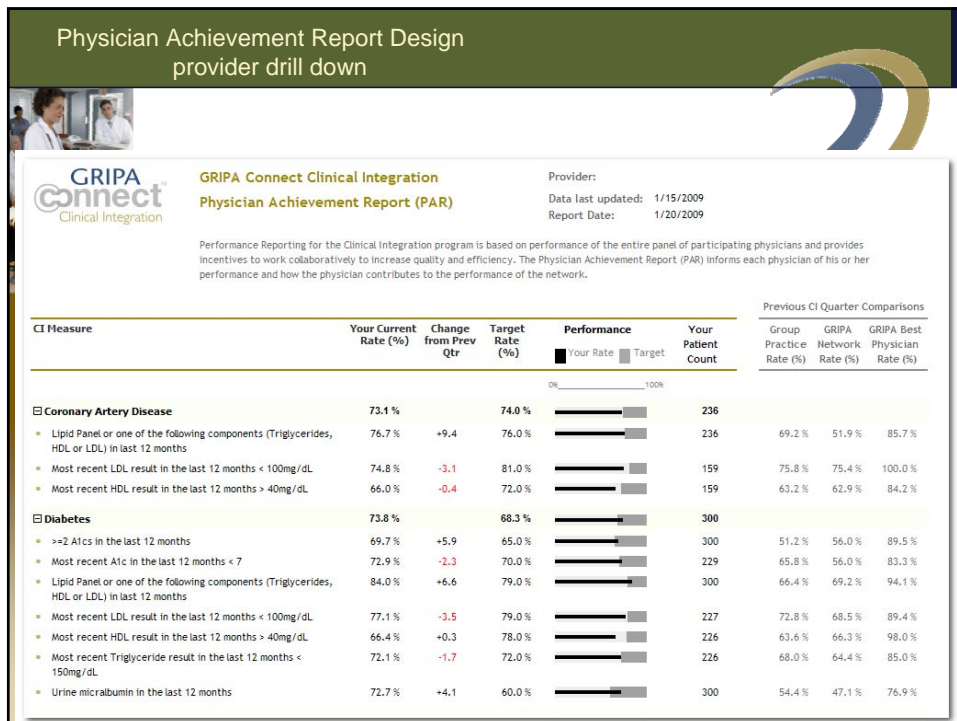 Physician Achievement Report Design
provider drill down
GRIPA
connect
Clinical Integration
GRIPA Connect Clinical Integration
Physician Achievement Report (PAR)
Provider:
Data last updated: 1/15/2009
Report Date: 1/20/2009
Performance Reporting for the Clinical Integration program is based on performance of the entire panel of participating physicians and provides
incentives to work collaboratively to increase quality and efficiency. The Physician Achievement Report (PAR) informs each physician of his or her
performance and how the physician contributes to the performance of the network.
Previous CI Quarter Comparisons
CI Measure Your Current Rate (%) Change from Prev Qtr Target Rate (%) Performance Your Rate Target Your Patient Count Group Practice Rate (%) GRIPA Network Rate (%) GRIPA Best Physician Rate (%)
0% 100%
Coronary Artery Disease 73.1 % 74.0 % 236
Lipid Panel or one of the following components (Triglycerides, 76.7 % +9.4 76.0 % 236 69.2 % 51.9 % 85.7 %
HDL or LDL) in last 12 months
Most recent LDL result in the last 12 months < 100mg/dL 74.8 % -3.1 81.0 % 159 75.8 % 75.4 % 100.0 %
Most recent HDL result in the last 12 months > 40mg/dL 66.0 % -0.4 72.0 % 159 63.2 % 62.9 % 84.2 %
Diabetes 73.8 % 68.3 % 300
>=2 A1cs in the last 12 months 69.7 % +5.9 65.0 % 300 51.2 % 56.0 % 89.5 %
Most recent A1c in the last 12 months < 7 72.9 % -2.3 70.0 % 229 65.8 % 56.0 % 83.3 %
Lipid Panel or one of the following components (Triglycerides, 84.0 % +6.6 79.0 % 300 66.4 % 69.2 % 94.1 %
HDL or LDL) in last 12 months
Most recent LDL result in the last 12 months < 100mg/dL 77.1 % -3.5 79.0 % 227 72.8 % 68.5 % 89.4 %
Most recent HDL result in the last 12 months > 40mg/dL 66.4 % +0.3 78.0 % 226 63.6 % 66.3 % 98.0 %
Most recent Triglyceride result in the last 12 months < 72.1 % -1.7 72.0 % 226 68.0 % 64.4 % 85.0 %
150mg/dL
Urine micralbumin in the last 12 months 72.7 % +4.1 60.0 % 300 54.4 % 47.1 % 76.9 %